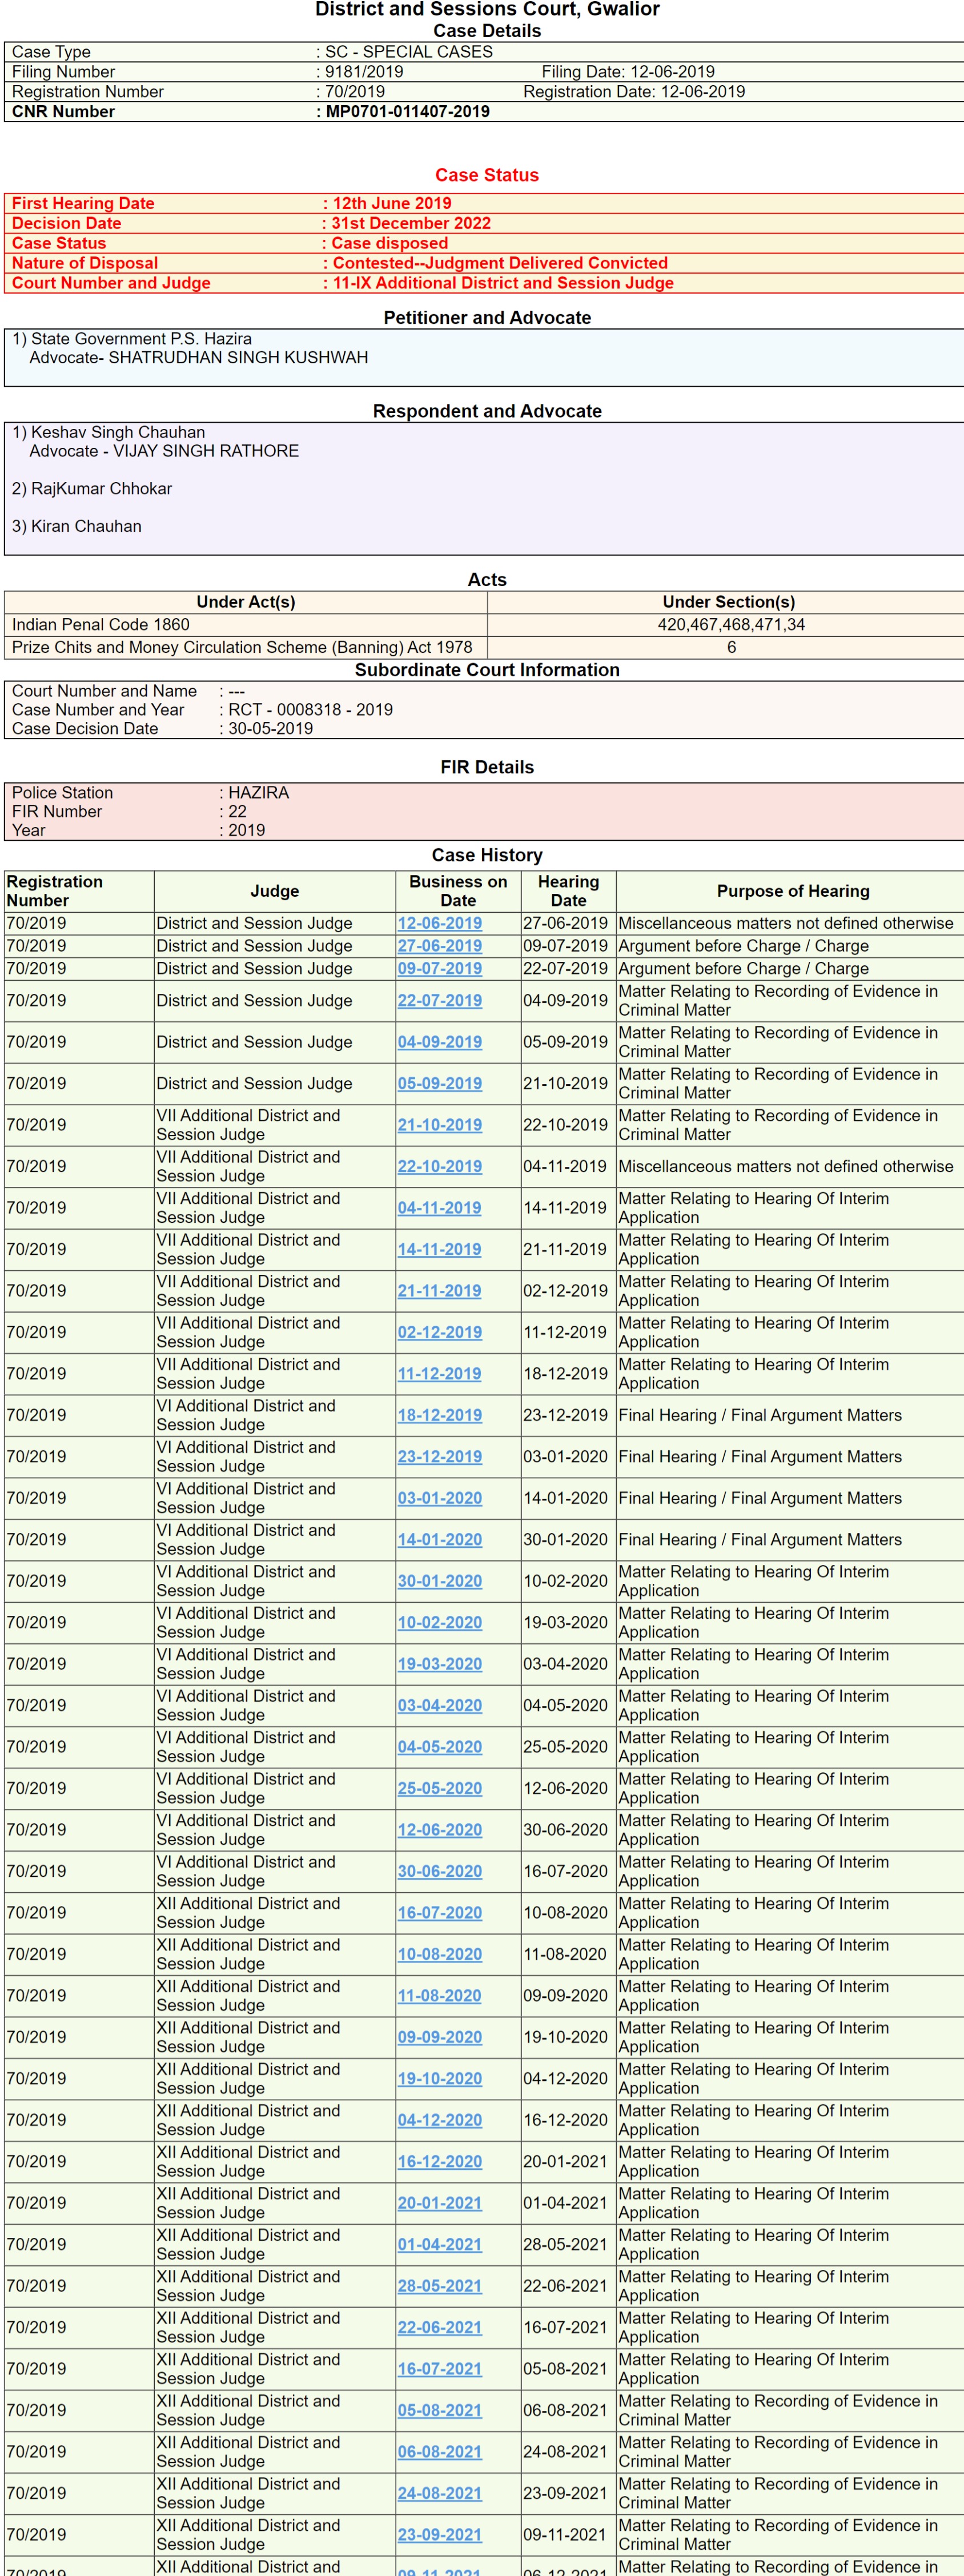 District and Sessions Court, Gwalior
Case Details
Case Type : SC - SPECIAL CASES
Filing Number : 9181/2019 Filing Date: 12-06-2019
Registration Number : 70/2019 Registration Date: 12-06-2019
CNR Number : MP0701-011407-2019
Case Status
First Hearing Date : 12th June 2019
Decision Date : 31st December 2022
Case Status : Case disposed
Nature of Disposal : Contested--Judgment Delivered Convicted
Court Number and Judge : 11-IX Additional District and Session Judge
Petitioner and Advocate
1) State Government P.S. Hazira
Advocate- SHATRUDHAN SINGH KUSHWAH
Respondent and Advocate
1) Keshav Singh Chauhan
Advocate - VIJAY SINGH RATHORE
2) RajKumar Chhokar
3) Kiran Chauhan
Acts
Under Act(s) Under Section(s)
Indian Penal Code 1860 420,467,468,471,34
Prize Chits and Money Circulation Scheme (Banning) Act 1978 6
Subordinate Court Information
Court Number and Name : ---
Case Number and Year : RCT - 0008318 - 2019
Case Decision Date : 30-05-2019
FIR Details
Police Station : HAZIRA
FIR Number : 22
Year : 2019
Case History
Registration Number Judge Business on Date Hearing Date Purpose of Hearing
70/2019 District and Session Judge 12-06-2019 27-06-2019 Miscellaneous matters not defined otherwise
70/2019 District and Session Judge 27-06-2019 09-07-2019 Argument before Charge / Charge
70/2019 District and Session Judge 09-07-2019 22-07-2019 Argument before Charge / Charge
70/2019 District and Session Judge 22-07-2019 04-09-2019 Matter Relating to Recording of Evidence in Criminal Matter
70/2019 District and Session Judge 04-09-2019 05-09-2019 Matter Relating to Recording of Evidence in Criminal Matter
70/2019 District and Session Judge 05-09-2019 21-10-2019 Matter Relating to Recording of Evidence in Criminal Matter
70/2019 VII Additional District and Session Judge 21-10-2019 22-10-2019 Matter Relating to Recording of Evidence in Criminal Matter
70/2019 VII Additional District and Session Judge 22-10-2019 04-11-2019 Miscellaneous matters not defined otherwise
70/2019 VII Additional District and Session Judge 04-11-2019 14-11-2019 Matter Relating to Hearing Of Interim Application
70/2019 VII Additional District and Session Judge 14-11-2019 21-11-2019 Matter Relating to Hearing Of Interim Application
70/2019 VII Additional District and Session Judge 21-11-2019 02-12-2019 Matter Relating to Hearing Of Interim Application
70/2019 VII Additional District and Session Judge 02-12-2019 11-12-2019 Matter Relating to Hearing Of Interim Application
70/2019 VII Additional District and Session Judge 11-12-2019 18-12-2019 Matter Relating to Hearing Of Interim Application
70/2019 VI Additional District and Session Judge 18-12-2019 23-12-2019 Final Hearing / Final Argument Matters
70/2019 VI Additional District and Session Judge 23-12-2019 03-01-2020 Final Hearing / Final Argument Matters
70/2019 VI Additional District and Session Judge 03-01-2020 14-01-2020 Final Hearing / Final Argument Matters
70/2019 VI Additional District and Session Judge 14-01-2020 30-01-2020 Final Hearing / Final Argument Matters
70/2019 VI Additional District and Session Judge 30-01-2020 10-02-2020 Matter Relating to Hearing Of Interim Application
70/2019 VI Additional District and Session Judge 10-02-2020 19-03-2020 Matter Relating to Hearing Of Interim Application
70/2019 VI Additional District and Session Judge 19-03-2020 03-04-2020 Matter Relating to Hearing Of Interim Application
70/2019 VI Additional District and Session Judge 03-04-2020 04-05-2020 Matter Relating to Hearing Of Interim Application
70/2019 VI Additional District and Session Judge 04-05-2020 25-05-2020 Matter Relating to Hearing Of Interim Application
70/2019 VI Additional District and Session Judge 25-05-2020 12-06-2020 Matter Relating to Hearing Of Interim Application
70/2019 VI Additional District and Session Judge 12-06-2020 30-06-2020 Matter Relating to Hearing Of Interim Application
70/2019 VI Additional District and Session Judge 30-06-2020 16-07-2020 Matter Relating to Hearing Of Interim Application
70/2019 XII Additional District and Session Judge 16-07-2020 10-08-2020 Matter Relating to Hearing Of Interim Application
70/2019 XII Additional District and Session Judge 10-08-2020 11-08-2020 Matter Relating to Hearing Of Interim Application
70/2019 XII Additional District and Session Judge 11-08-2020 09-09-2020 Matter Relating to Hearing Of Interim Application
70/2019 XII Additional District and Session Judge 09-09-2020 19-10-2020 Matter Relating to Hearing Of Interim Application
70/2019 XII Additional District and Session Judge 19-10-2020 04-12-2020 Matter Relating to Hearing Of Interim Application
70/2019 XII Additional District and Session Judge 04-12-2020 16-12-2020 Matter Relating to Hearing Of Interim Application
70/2019 XII Additional District and Session Judge 16-12-2020 20-01-2021 Matter Relating to Hearing Of Interim Application
70/2019 XII Additional District and Session Judge 20-01-2021 01-04-2021 Matter Relating to Hearing Of Interim Application
70/2019 XII Additional District and Session Judge 01-04-2021 28-05-2021 Matter Relating to Hearing Of Interim Application
70/2019 XII Additional District and Session Judge 28-05-2021 22-06-2021 Matter Relating to Hearing Of Interim Application
70/2019 XII Additional District and Session Judge 22-06-2021 16-07-2021 Matter Relating to Hearing Of Interim Application
70/2019 XII Additional District and Session Judge 16-07-2021 05-08-2021 Matter Relating to Hearing Of Interim Application
70/2019 XII Additional District and Session Judge 05-08-2021 06-08-2021 Matter Relating to Recording of Evidence in Criminal Matter
70/2019 XII Additional District and Session Judge 06-08-2021 24-08-2021 Matter Relating to Recording of Evidence in Criminal Matter
70/2019 XII Additional District and Session Judge 24-08-2021 23-09-2021 Matter Relating to Recording of Evidence in Criminal Matter
70/2019 XII Additional District and Session Judge 23-09-2021 09-11-2021 Matter Relating to Recording of Evidence in Criminal Matter
70/2019 XII Additional District and 09-11-2021 06-12-2021 Matter Relating to Recording of Evidence in